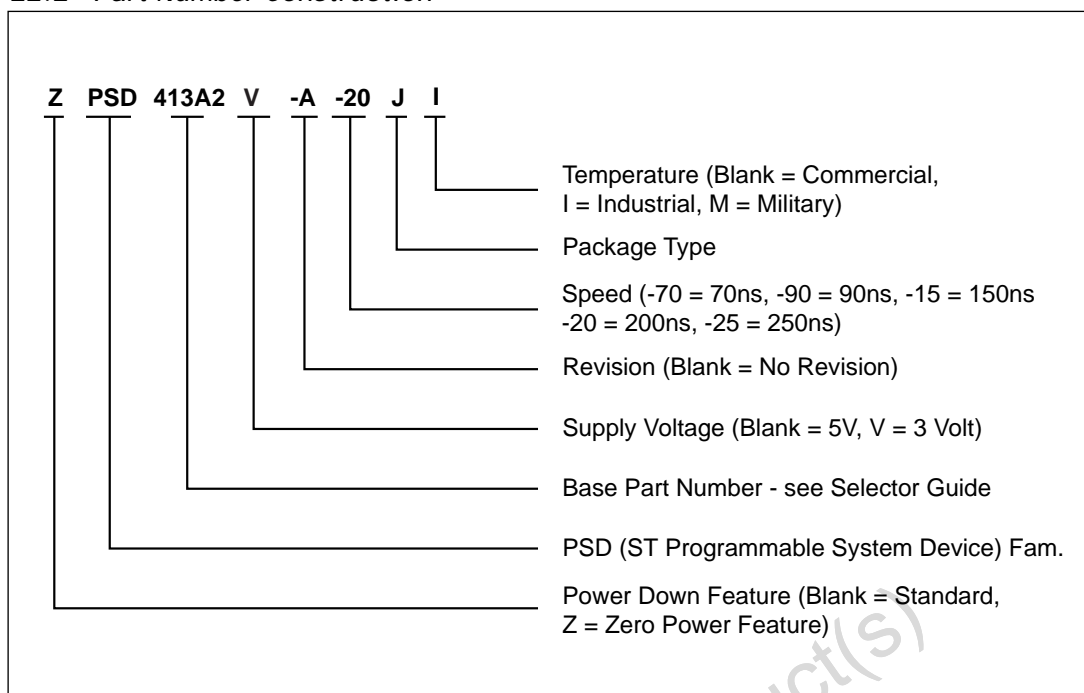 Z PSD 413A2 V -A -20 J I
Temperature (Blank = Commercial,
I = Industrial, M = Military)
Package Type
Speed (-70 = 70ns, -90 = 90ns, -15 = 150ns
-20 = 200ns, -25 = 250ns)
Revision (Blank = No Revision)
Supply Voltage (Blank = 5V, V = 3 Volt)
Base Part Number - see Selector Guide
PSD (ST Programmable System Device) Fam.
Power Down Feature (Blank = Standard,
Z = Zero Power Feature)